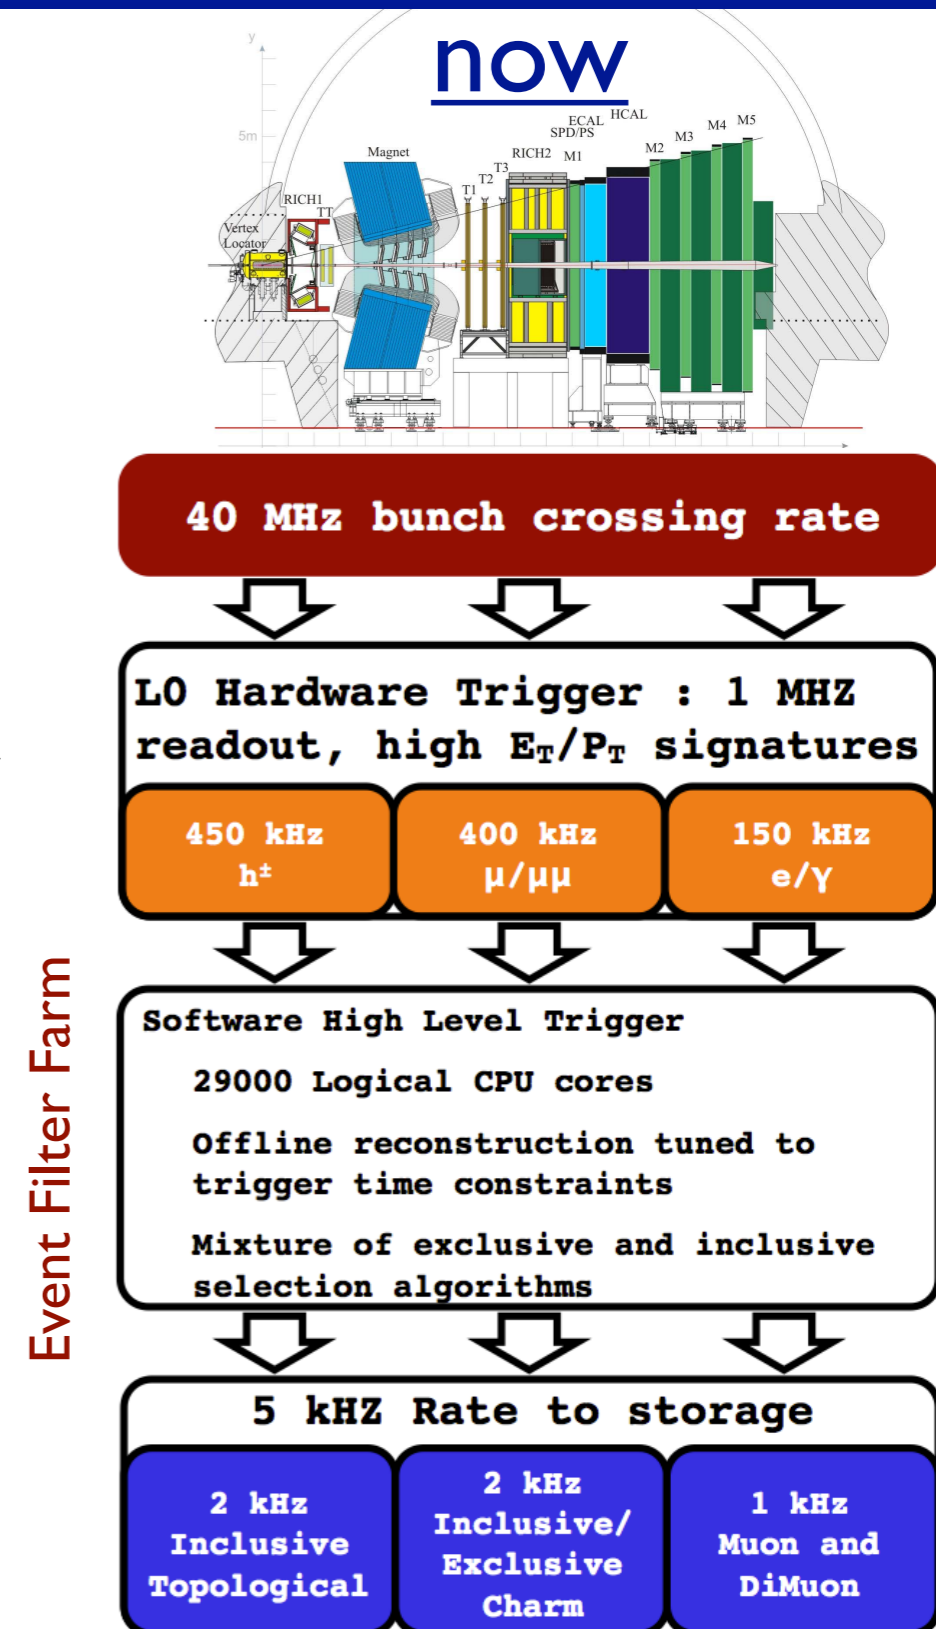 now
y
5m
Vertex
Locator
RICH1
TT
Magnet
T1
T2
T3
RICH2
SPD/PS
M1
ECAL
HCAL
M2
M3
M4
M5
40 MHz bunch crossing rate
L0 Hardware Trigger : 1 MHZ
readout, high ET/PT signatures
450 kHz
h±
400 kHz
μ/μμ
150 kHz
e/γ
Event Filter Farm
Software High Level Trigger
29000 Logical CPU cores
Offline reconstruction tuned to
trigger time constraints
Mixture of exclusive and inclusive
selection algorithms
5 kHZ Rate to storage
2 kHz
Inclusive
Topological
2 kHz
Inclusive/
Exclusive
Charm
1 kHz
Muon and
DiMuon